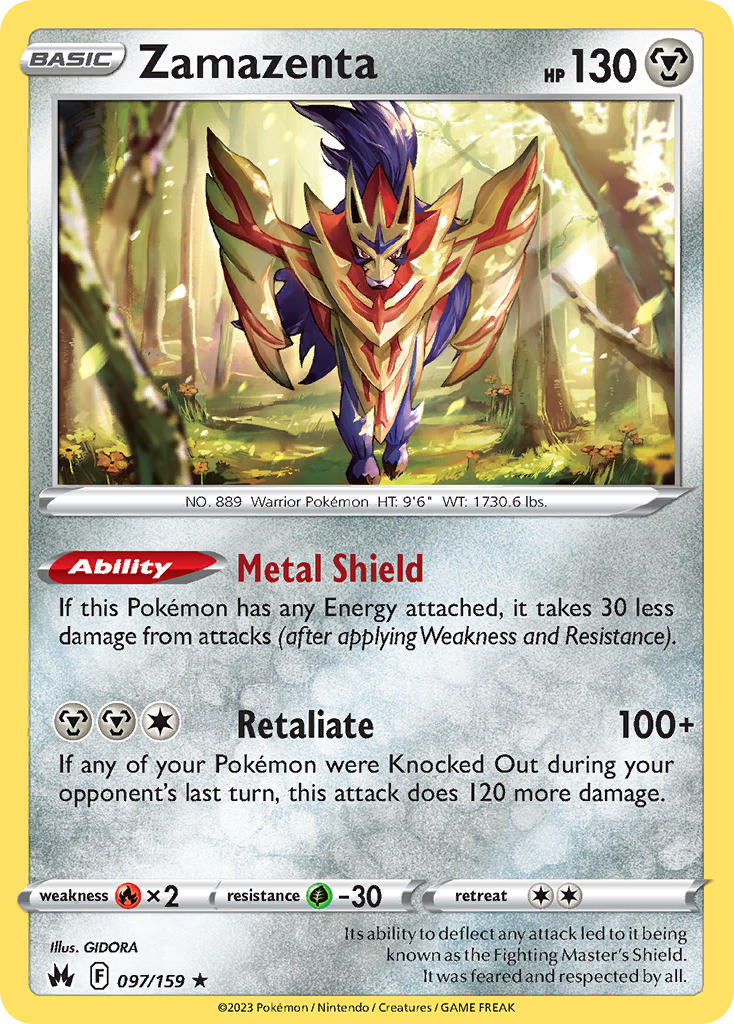 BASIC Zamazenta HP 130
NO. 889 Warrior Pokémon HT: 9'6" WT: 1730.6 lbs.
Ability Metal Shield
If this Pokémon has any Energy attached, it takes 30 less
damage from attacks (after applying Weakness and Resistance).
Retaliate 100+
If any of your Pokémon were Knocked Out during your
opponent's last turn, this attack does 120 more damage.
weakness ×2 resistance -30 retreat
Illus. GIDORA
Its ability to deflect any attack led to it being
known as the Fighting Master's Shield.
It was feared and respected by all.
F 097/159 ★
©2023 Pokémon / Nintendo / Creatures / GAME FREAK